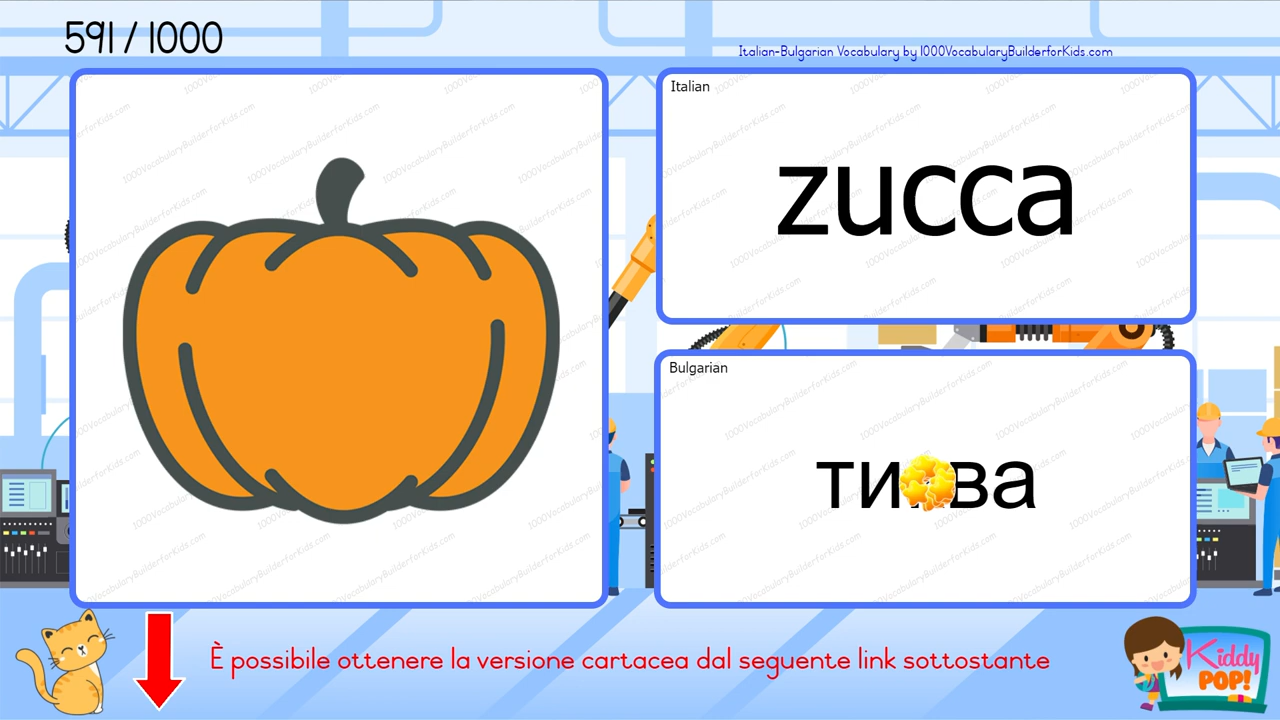 591 / 1000
Italian-Bulgarian Vocabulary by 1000VocabularyBuilderforKids.com
Italian
zucca
Bulgarian
È possibile ottenere la versione cartacea dal seguente link sottostante
Kiddy
POP!